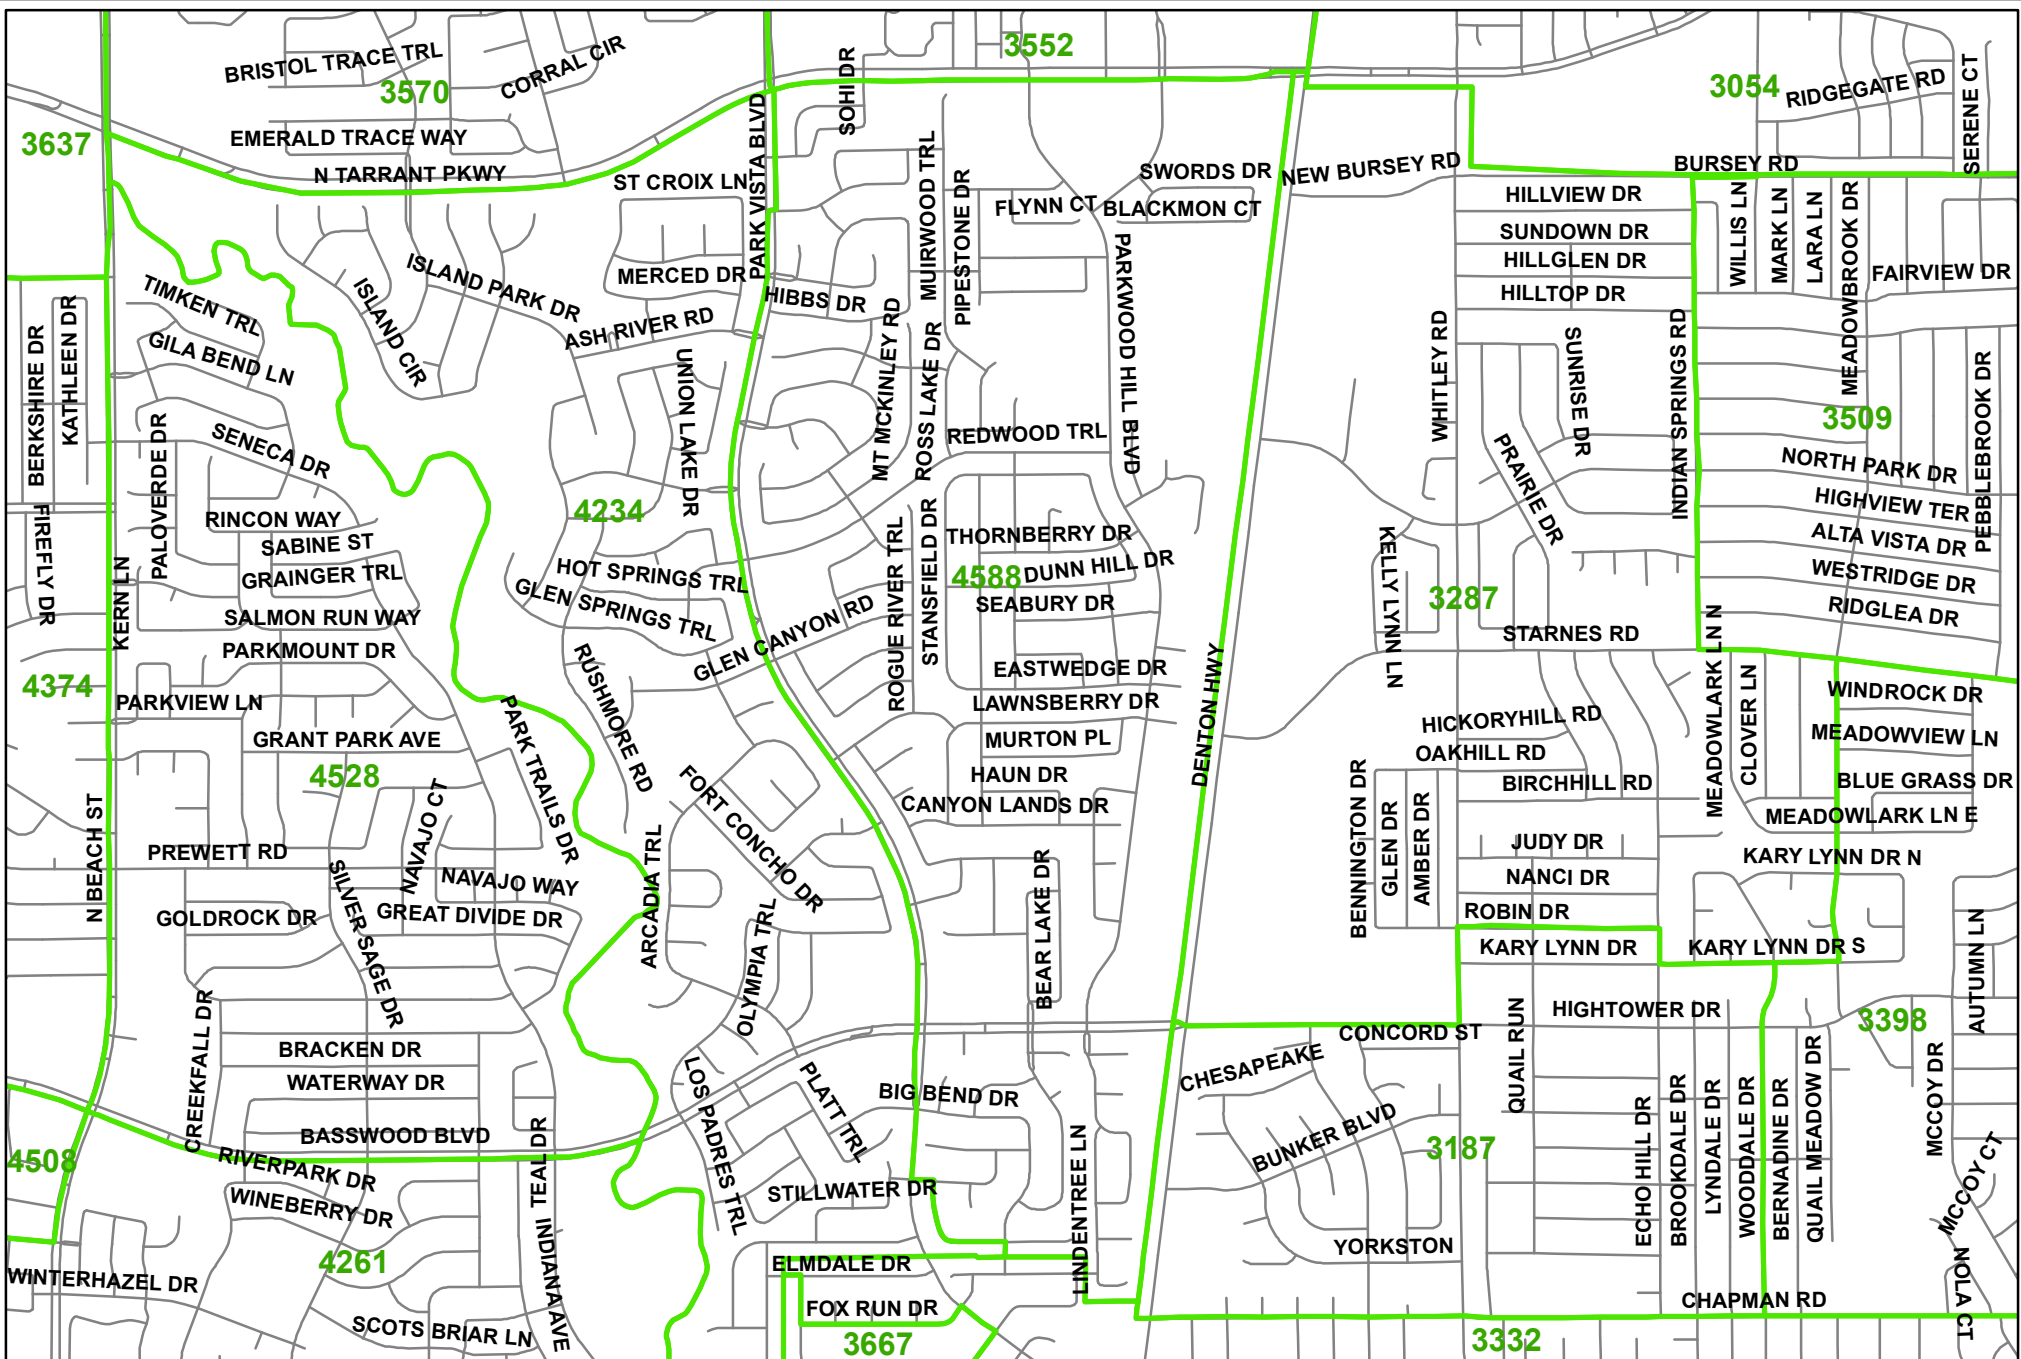 3552
BRISTOL TRACE TRL
CORRAL CIR
3570
SOHI DR
3054
RIDGEGATE RD
SERENE CT
3637
EMERALD TRACE WAY
N TARRANT PKWY
PARK VISTA BLVD
ST CROIX LN
MUIRWOOD TRL
PIPESTONE DR
SWORDS DR
NEW BURSEY RD
BURSEY RD
FLYNN CT
BLACKMON CT
HILLVIEW DR
SUNDOWN DR
HILLGLEN DR
HILLTOP DR
WILLIS LN
MARK LN
LARA LN
MEADOWBROOK DR
FAIRVIEW DR
TIMKEN TRL
ISLAND PARK DR
MERCED DR
HIBBS DR
PARKWOOD HILL BLVD
BERKSHIRE DR
KATHLEEN DR
GILA BEND LN
ISLAND CIR
ASH RIVER RD
UNION LAKE DR
MT MCKINLEY RD
ROSS LAKE DR
WHITLEY RD
SUNRISE DR
INDIAN SPRINGS RD
PEBBLEBROOK DR
3509
PALOVERDE DR
SENECA DR
REDWOOD TRL
PRAIRIE DR
NORTH PARK DR
HIGHVIEW TER
ALTA VISTA DR
WESTRIDGE DR
RIDGLEA DR
FIREFLY DR
KERN LN
RINCON WAY
SABINE ST
GRAINGER TRL
SALMON RUN WAY
PARKMOUNT DR
4234
HOT SPRINGS TRL
GLEN SPRINGS TRL
GLEN CANYON RD
ROGUE RIVER TRL
STANSFIELD DR
THORNBERRY DR
4588
DUNN HILL DR
SEABURY DR
EASTWEDGE DR
LAWNSBERRY DR
MURTON PL
HAUN DR
CANYON LANDS DR
KELLY LYNN LN
3287
STARNES RD
MEADOWLARK LN N
CLOVER LN
4374
PARKVIEW LN
GRANT PARK AVE
4528
PARK TRAILS DR
RUSHMORE RD
FORT CONCHO DR
DENTON HWY
HICKORYHILL RD
OAKHILL RD
BIRCHHILL RD
WINDROCK DR
MEADOWVIEW LN
BLUE GRASS DR
MEADOWLARK LN E
N BEACH ST
PREWETT RD
NAVAJO CT
NAVAJO WAY
SILVER SAGE DR
GOLDROCK DR
GREAT DIVIDE DR
ARCADIA TRL
OLYMPIA TRL
BEAR LAKE DR
BENNINGTON DR
GLEN DR
AMBER DR
JUDY DR
NANCI DR
ROBIN DR
KARY LYNN DR
KARY LYNN DR N
KARY LYNN DR S
AUTUMN LN
CREEKFALL DR
BRACKEN DR
WATERWAY DR
BASSWOOD BLVD
LOS PADRES TRL
PLATT TRL
BIG BEND DR
CONCORD ST
CHESAPEAKE
QUAIL RUN
HIGHTOWER DR
3398
MCCOY DR
4508
RIVERPARK DR
WINEBERRY DR
TEAL DR
STILLWATER DR
LINDENTREE LN
BUNKER BLVD
3187
ECHO HILL DR
BROOKDALE DR
LYNDALE DR
WOODDALE DR
BERNADINE DR
QUAIL MEADOW DR
MCCOY CT
4261
INDIANA AVE
ELMDALE DR
YORKSTON
NOLA CT
WINTERHAZEL DR
SCOTS BRIAR LN
FOX RUN DR
3667
CHAPMAN RD
3332